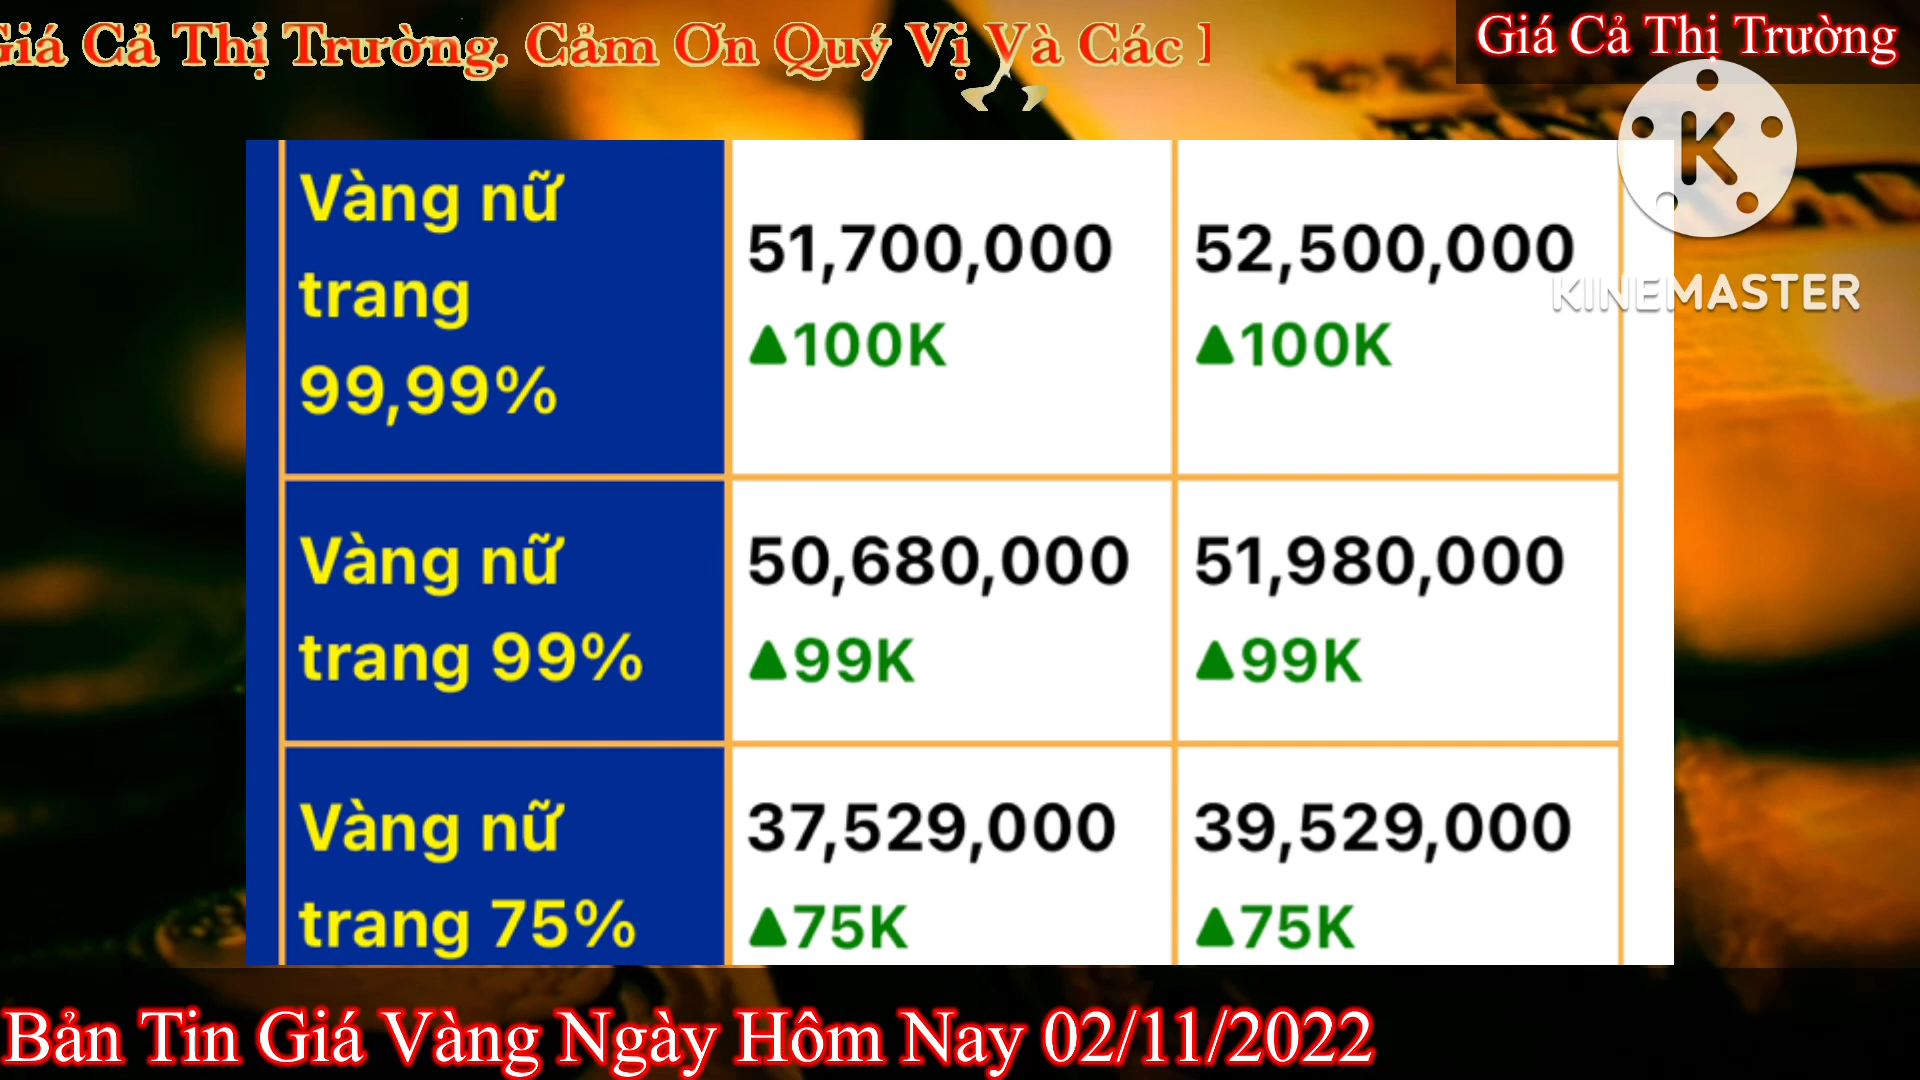 Giá Cả Thị Trường. Cảm Ơn Quý Vị Và Các
Giá Cả Thị Trường
K
KINEMASTER
Vàng nữ
trang
99,99%
51,700,000
▲100K
52,500,000
▲100K
Vàng nữ
trang 99%
50,680,000
▲99K
51,980,000
▲99K
Vàng nữ
trang 75%
37,529,000
▲75K
39,529,000
▲75K
Bản Tin Giá Vàng Ngày Hôm Nay 02/11/2022